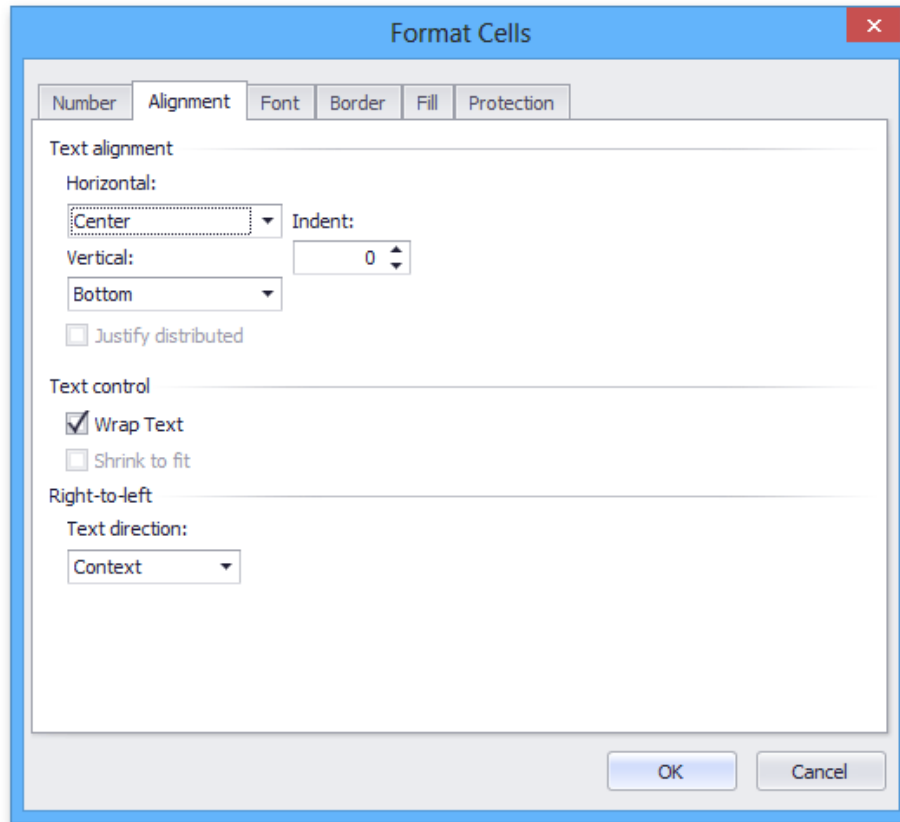 Format Cells
Number Alignment Font Border Fill Protection
Text alignment
Horizontal:
Center Indent:
Vertical: 0
Bottom
Justify distributed
Text control
Wrap Text
Shrink to fit
Right-to-left
Text direction:
Context
OK Cancel